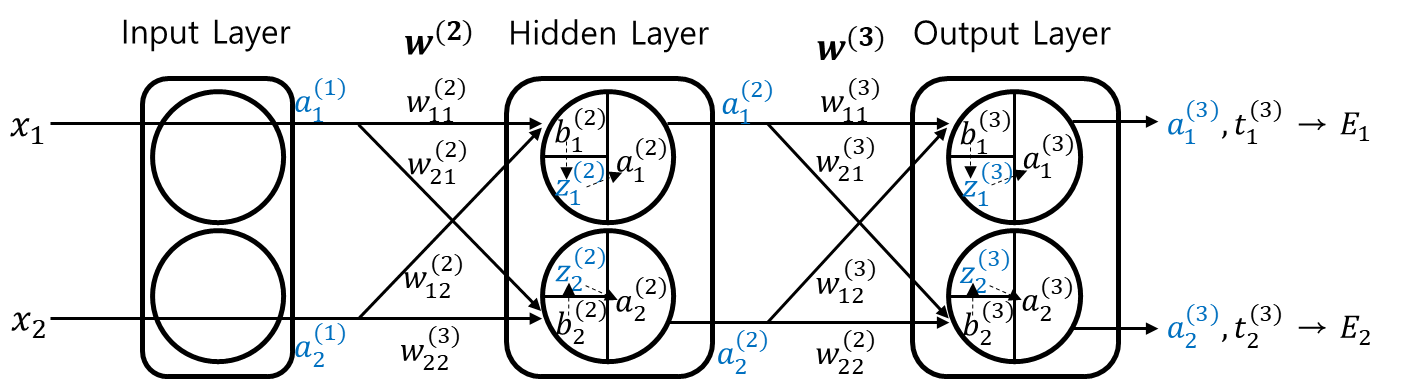 Input Layer w⁽²⁾ Hidden Layer w⁽³⁾ Output Layer
x₁ a₁⁽¹⁾ w₁₁⁽²⁾ b₁⁽²⁾ a₁⁽²⁾ w₁₁⁽³⁾ b₁⁽³⁾ a₁⁽³⁾, t₁⁽³⁾ → E₁
w₂₁⁽²⁾ z₁⁽²⁾ a₁⁽²⁾ w₂₁⁽³⁾ z₁⁽³⁾ a₁⁽³⁾
w₁₂⁽²⁾ z₂⁽²⁾ a₂⁽²⁾ w₁₂⁽³⁾ z₂⁽³⁾ a₂⁽³⁾
x₂ a₂⁽¹⁾ w₂₂⁽³⁾ b₂⁽²⁾ a₂⁽²⁾ w₂₂⁽²⁾ b₂⁽³⁾ a₂⁽³⁾, t₂⁽³⁾ → E₂